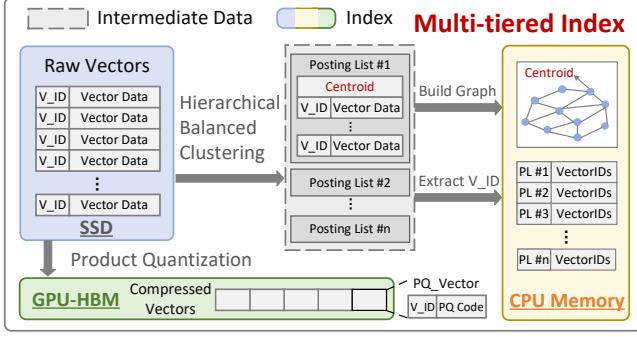 Intermediate Data
Index
Multi-tiered Index
Raw Vectors
V_ID Vector Data
V_ID Vector Data
V_ID Vector Data
V_ID Vector Data
⋮
V_ID Vector Data
SSD
Hierarchical
Balanced
Clustering
Posting List #1
Centroid
V_ID Vector Data
⋮
V_ID Vector Data
Posting List #2
⋮
Posting List #n
Build Graph
Extract V_ID
Centroid
PL #1 VectorIDs
PL #2 VectorIDs
PL #3 VectorIDs
⋮
PL #n VectorIDs
CPU Memory
Product Quantization
GPU-HBM
Compressed
Vectors
PQ_Vector
V_ID PQ Code